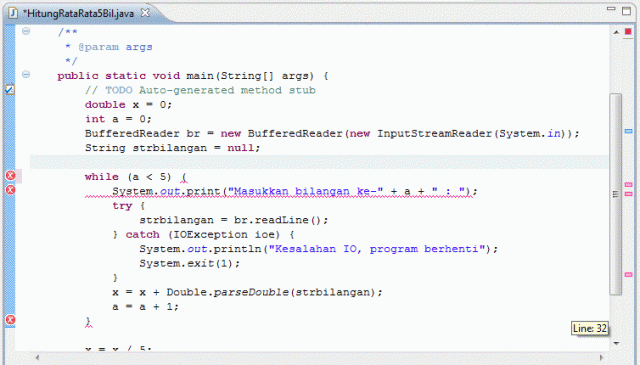 *HitungRataRata5Bil.java
/**
* @param args
*/
public static void main(String[] args) {
// TODO Auto-generated method stub
double x = 0;
int a = 0;
BufferedReader br = new BufferedReader(new InputStreamReader(System.in));
String strbilangan = null;
while (a < 5) {
System.out.print("Masukkan bilangan ke-" + a + " : ");
try {
strbilangan = br.readLine();
} catch (IOException ioe) {
System.out.println("Kesalahan IO, program berhenti");
System.exit(1);
}
x = x + Double.parseDouble(strbilangan);
a = a + 1;
}
Line: 32
x = x / 5;